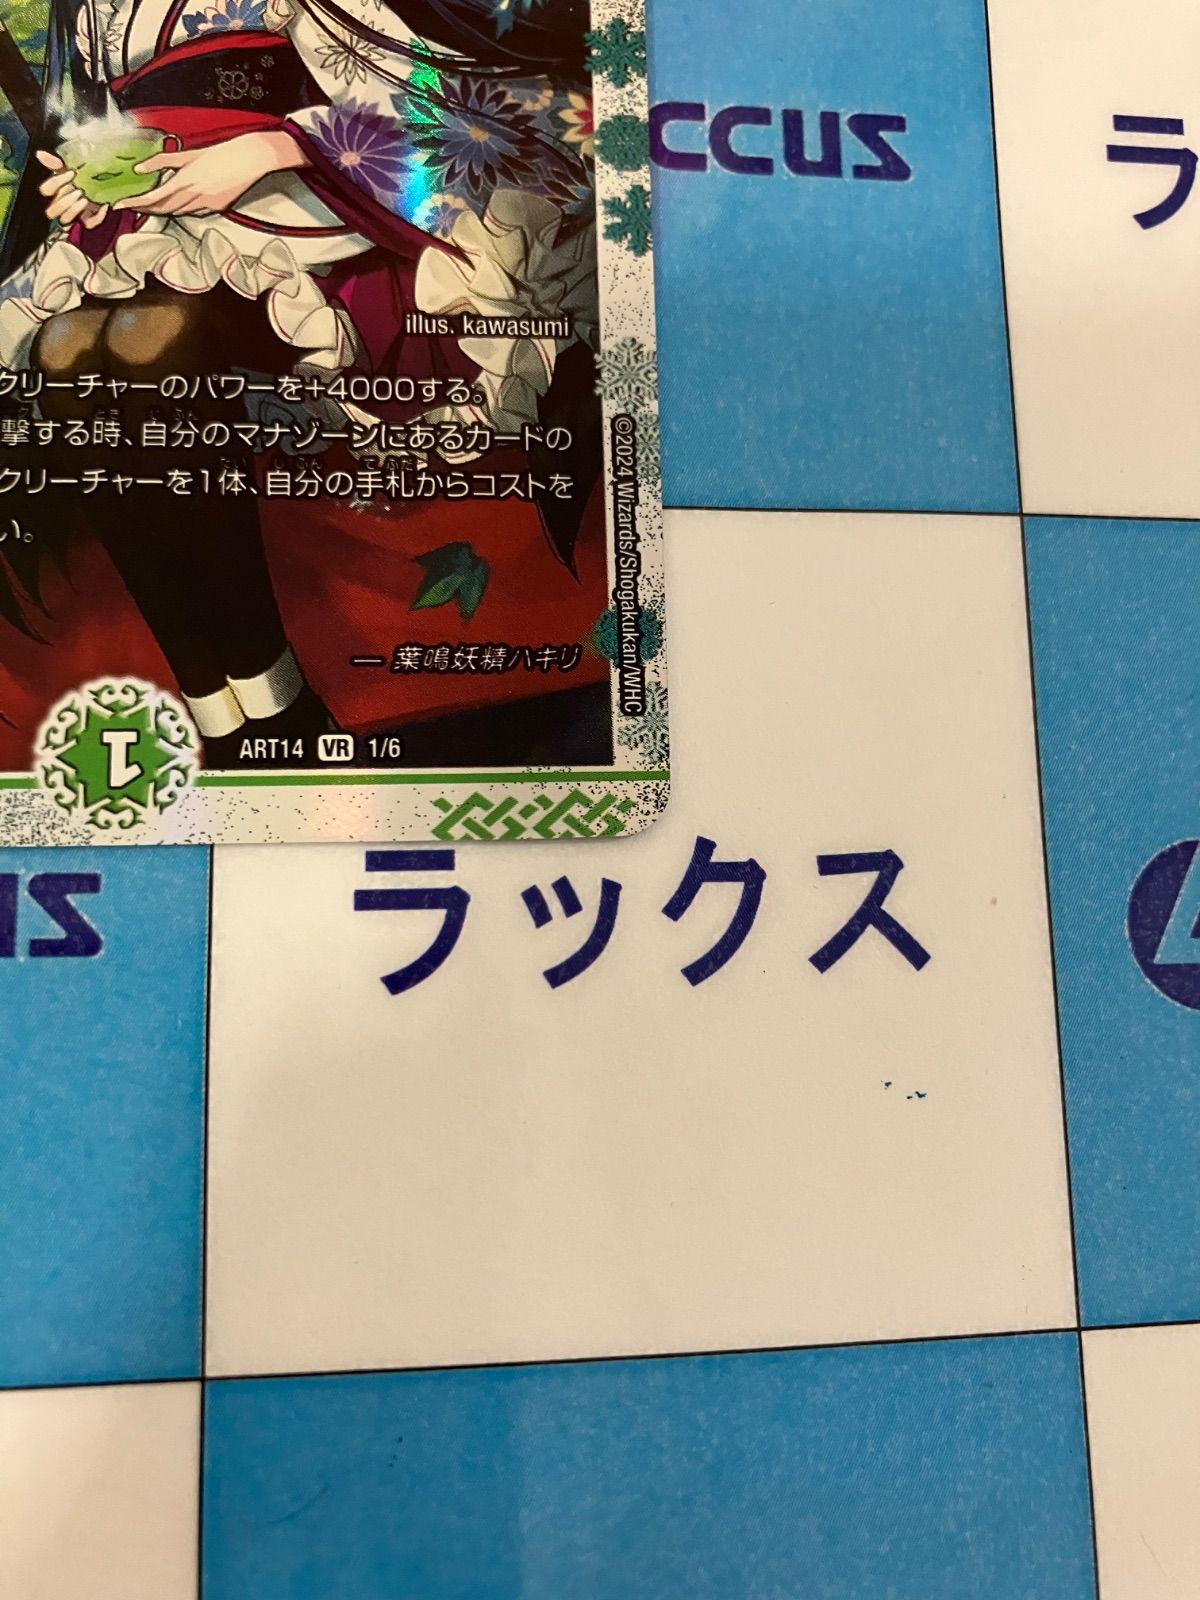 ccus
ラ
illus. kawasumi
クリーチャーのパワーを+4000する。
撃する時、自分のマナゾーンにあるカードの
クリーチャーを1体、自分の手札からコストを
い。
©2024 Wizards/Shogakukan/WHC
— 葉鳴妖精ハキリ
1
ART14 VR 1/6
ラックス